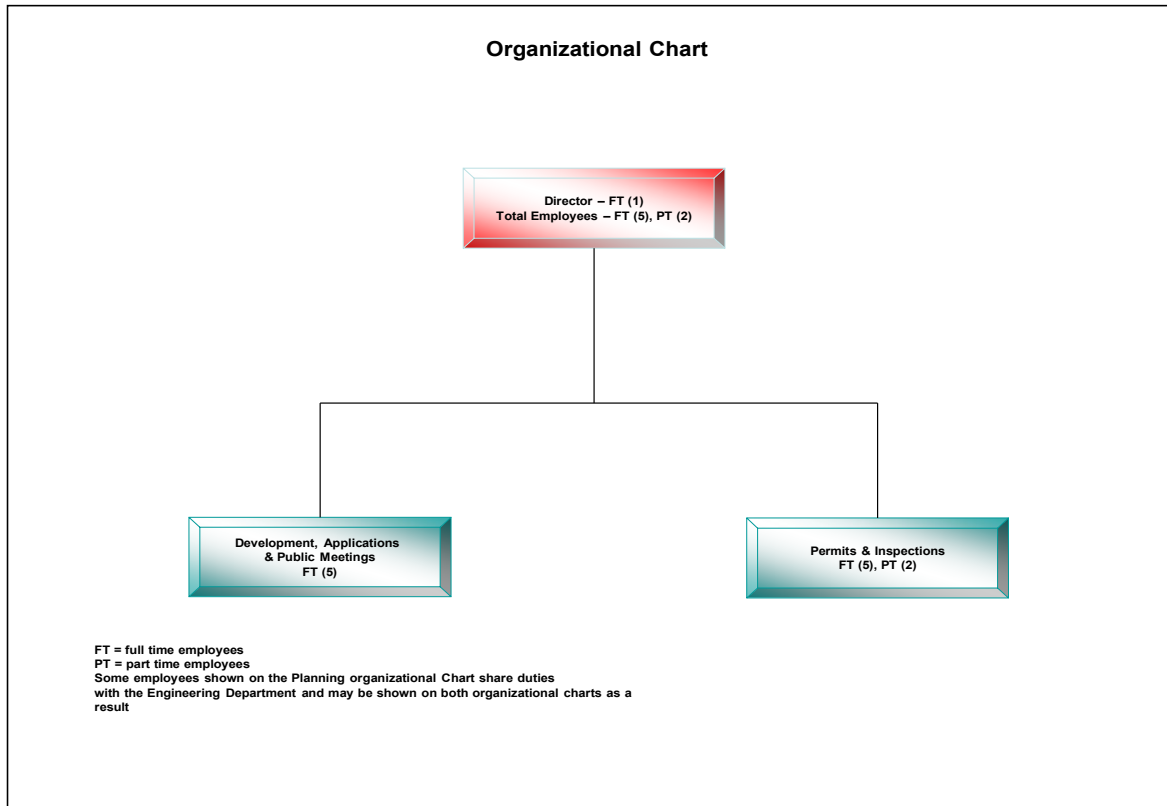 Organizational Chart
Director – FT (1)
Total Employees – FT (5), PT (2)
Development, Applications
& Public Meetings
FT (5)
Permits & Inspections
FT (5), PT (2)
FT = full time employees
PT = part time employees
Some employees shown on the Planning organizational Chart share duties
with the Engineering Department and may be shown on both organizational charts as a
result